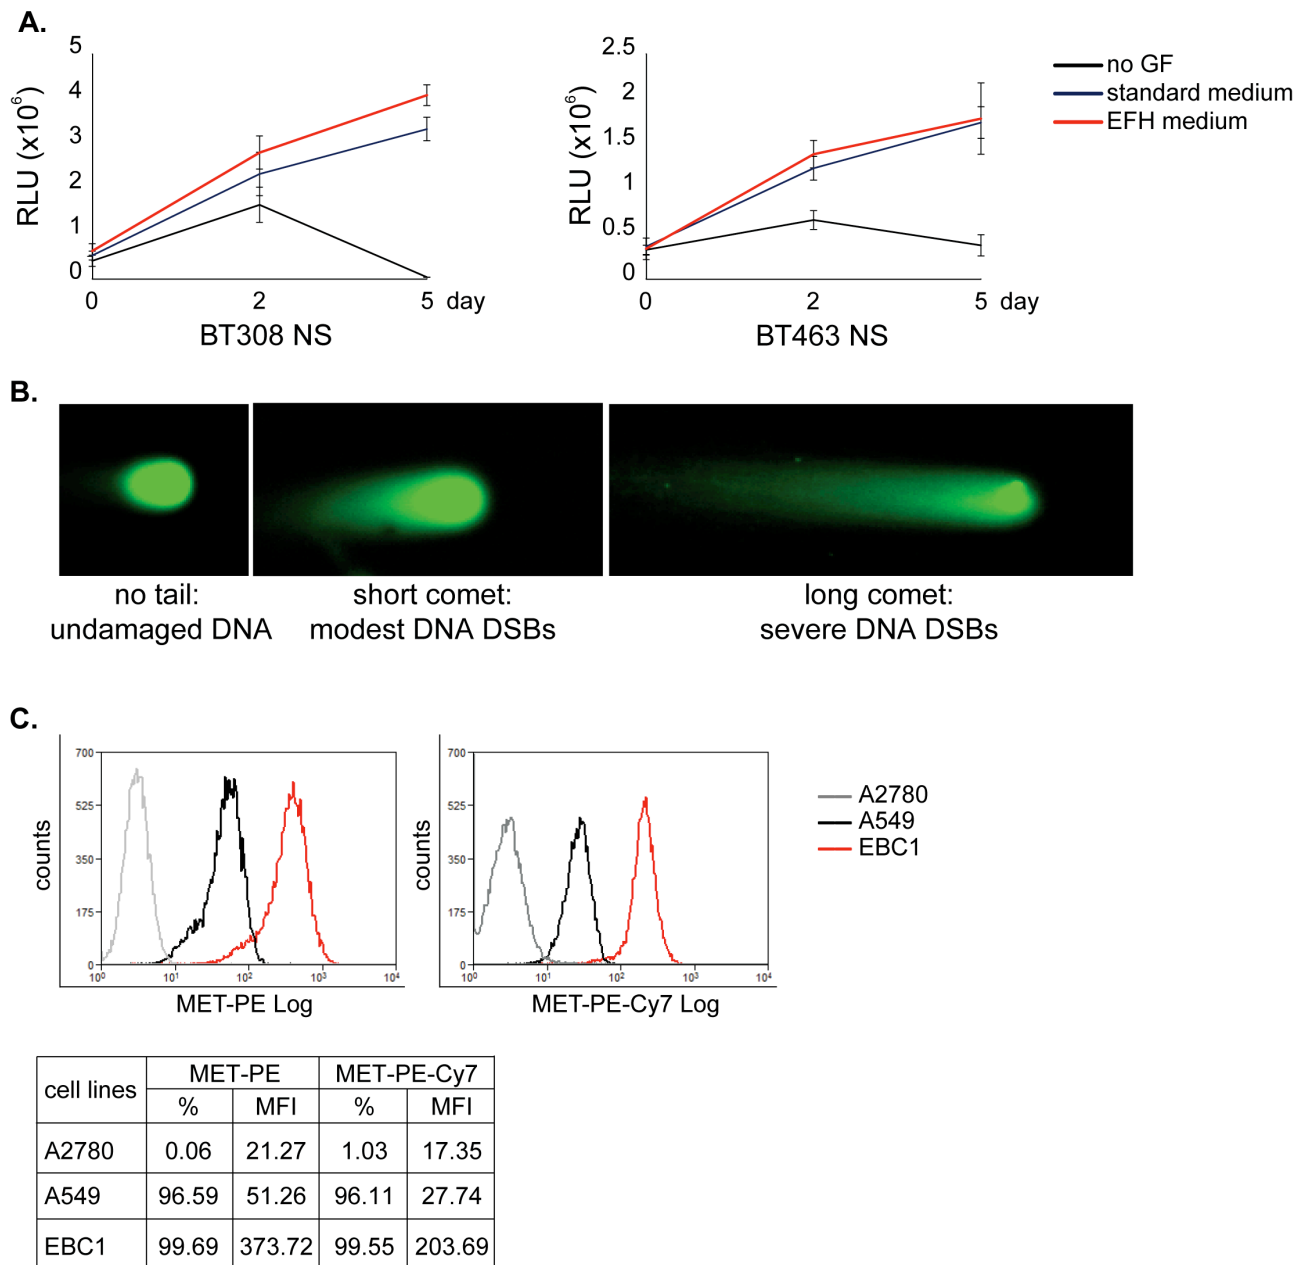 A.
5
4
3
2
1
0
RLU (x10⁶)
0 2 5 day
BT308 NS
2.5
2
1.5
1
0.5
0
RLU (x10⁶)
0 2 5 day
BT463 NS
no GF
standard medium
EFH medium
B.
no tail:
undamaged DNA
short comet:
modest DNA DSBs
long comet:
severe DNA DSBs
C.
700
525
350
175
0
counts
10⁰ 10¹ 10² 10³ 10⁴
MET-PE Log
700
525
350
175
0
counts
10⁰ 10¹ 10² 10³ 10⁴
MET-PE-Cy7 Log
A2780
A549
EBC1
cell lines MET-PE MET-PE-Cy7
% MFI % MFI
A2780 0.06 21.27 1.03 17.35
A549 96.59 51.26 96.11 27.74
EBC1 99.69 373.72 99.55 203.69